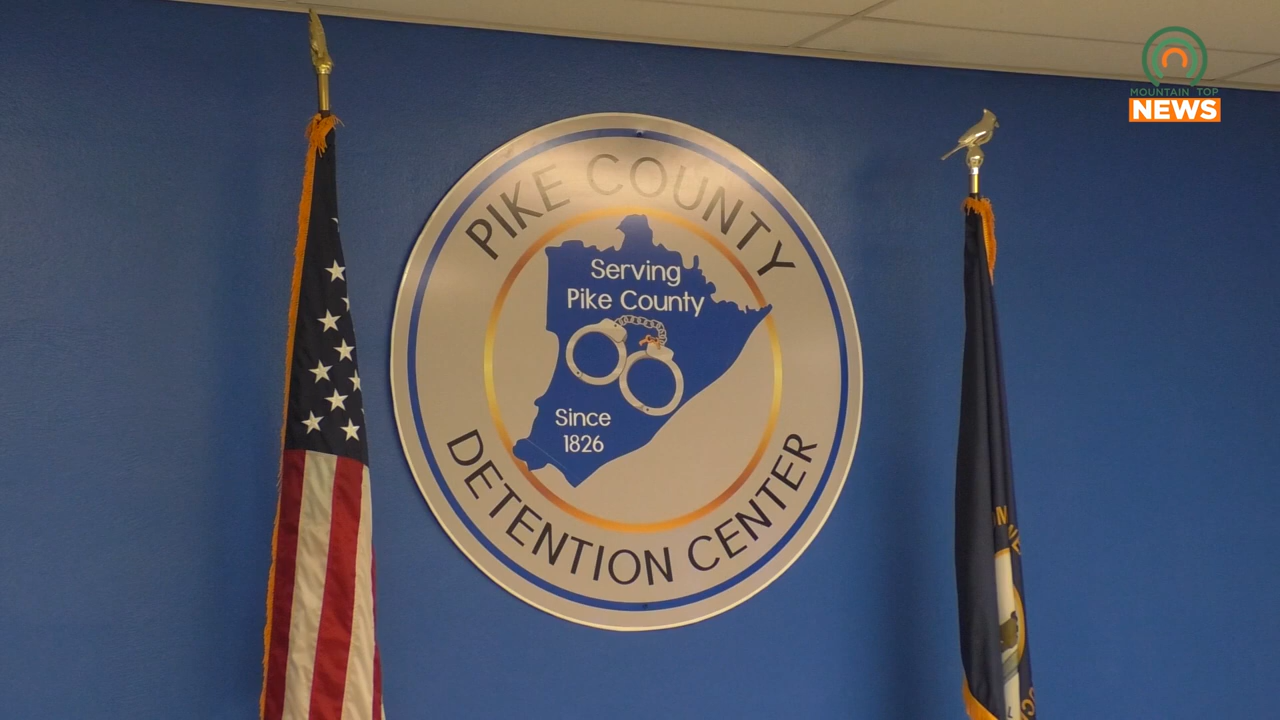 MOUNTAIN TOP
NEWS
PIKE COUNTY
Serving
Pike County
Since
1826
DETENTION CENTER